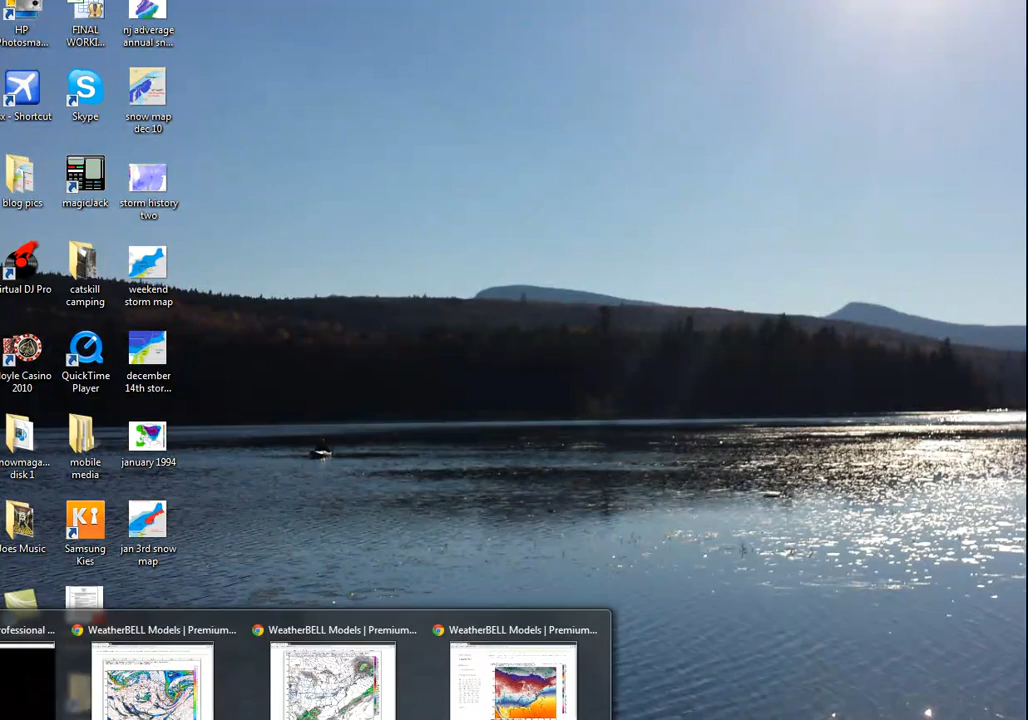 HP
Photosma...
FINAL
WORKI...
nj adverage
annual sn...
x - Shortcut
Skype
snow map
dec 10
blog pics
magicJack
storm history
two
irtual DJ Pro
catskill
camping
weekend
storm map
oyle Casino
2010
QuickTime
Player
december
14th stor...
nowmaga...
disk 1
mobile
media
january 1994
Joes Music
Samsung
Kies
jan 3rd snow
map
rofessional ...
WeatherBELL Models | Premium...
WeatherBELL Models | Premium...
WeatherBELL Models | Premium...